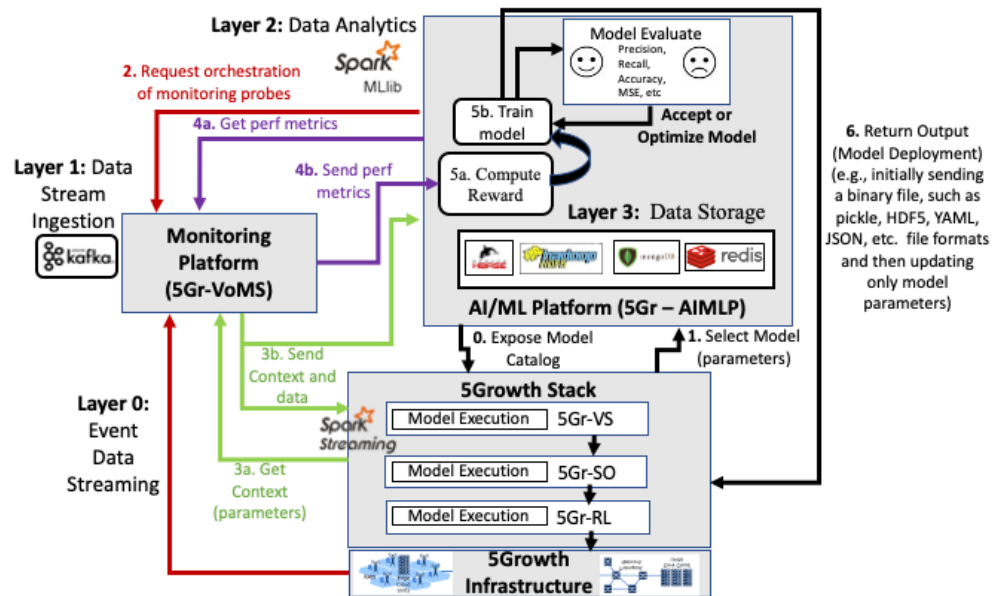 Layer 2: Data Analytics
Spark
MLlib
2. Request orchestration
of monitoring probes
4a. Get perf metrics
4b. Send perf
metrics
Layer 1: Data
Stream
Ingestion
kafka
Monitoring
Platform
(5Gr-VoMS)
Model Evaluate
Precision,
Recall,
Accuracy,
MSE, etc
5b. Train
model
Accept or
Optimize Model
5a. Compute
Reward
Layer 3: Data Storage
mongoDB
redis
AI/ML Platform (5Gr – AIMLP)
6. Return Output
(Model Deployment)
(e.g., initially sending
a binary file, such as
pickle, HDF5, YAML,
JSON, etc. file formats
and then updating
only model
parameters)
0. Expose Model
Catalog
1. Select Model
(parameters)
3b. Send
Context and
data
Layer 0:
Event
Data
Streaming
3a. Get
Context
(parameters)
Spark
Streaming
5Growth Stack
Model Execution 5Gr-VS
Model Execution 5Gr-SO
Model Execution 5Gr-RL
5Growth
Infrastructure